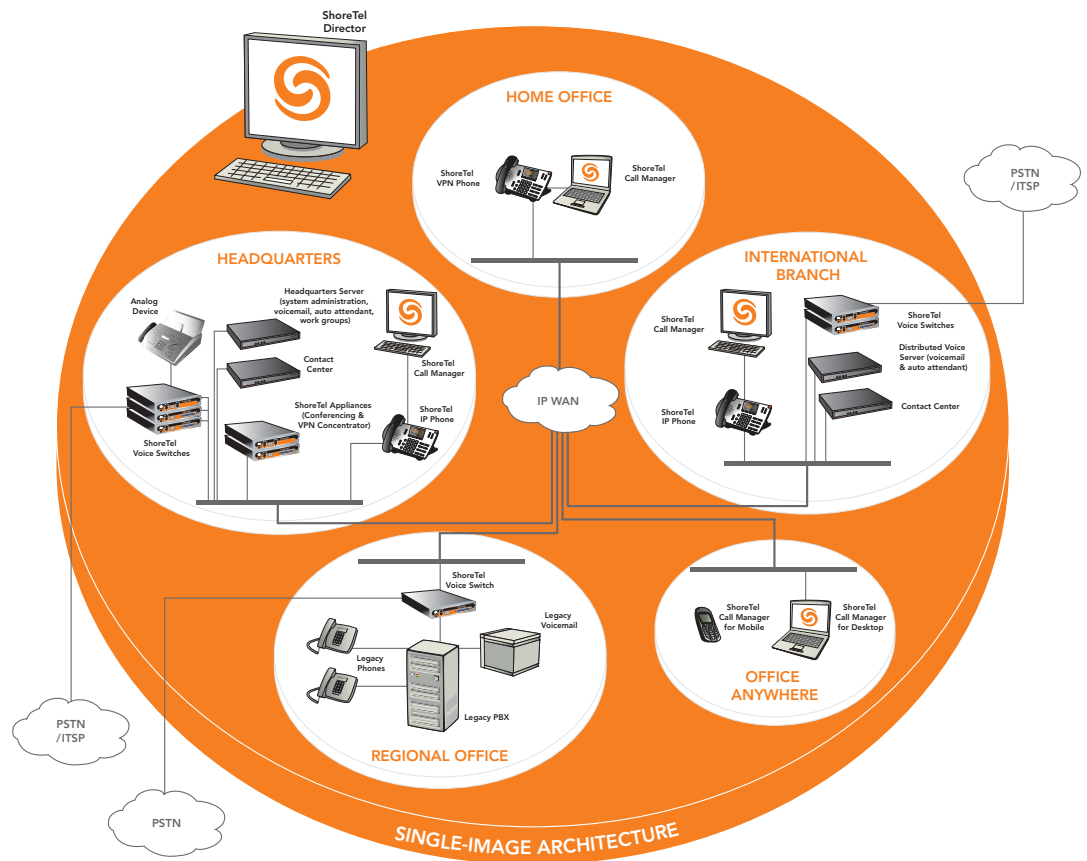 ShoreTel
Director
HOME OFFICE
ShoreTel
VPN Phone
ShoreTel
Call Manager
PSTN
/ITSP
HEADQUARTERS
Analog
Device
Headquarters Server
(system administration,
voicemail, auto attendant,
work groups)
Contact
Center
ShoreTel
Call Manager
ShoreTel Appliances
(Conferencing &
VPN Concentrator)
ShoreTel
IP Phone
ShoreTel
Voice Switches
INTERNATIONAL
BRANCH
ShoreTel
Call Manager
ShoreTel
Voice Switches
Distributed Voice
Server (voicemail
& auto attendant)
ShoreTel
IP Phone
Contact Center
IP WAN
ShoreTel
Voice Switch
Legacy
Voicemail
Legacy
Phones
Legacy PBX
REGIONAL OFFICE
ShoreTel
Call Manager
for Mobile
ShoreTel
Call Manager
for Desktop
OFFICE
ANYWHERE
PSTN
/ITSP
PSTN
SINGLE-IMAGE ARCHITECTURE